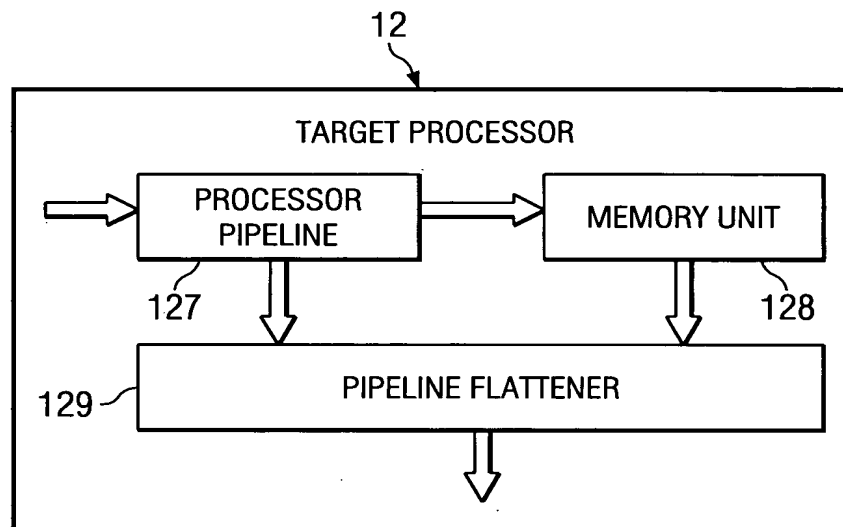 12
TARGET PROCESSOR
PROCESSOR
PIPELINE
MEMORY UNIT
127
128
PIPELINE FLATTENER
129